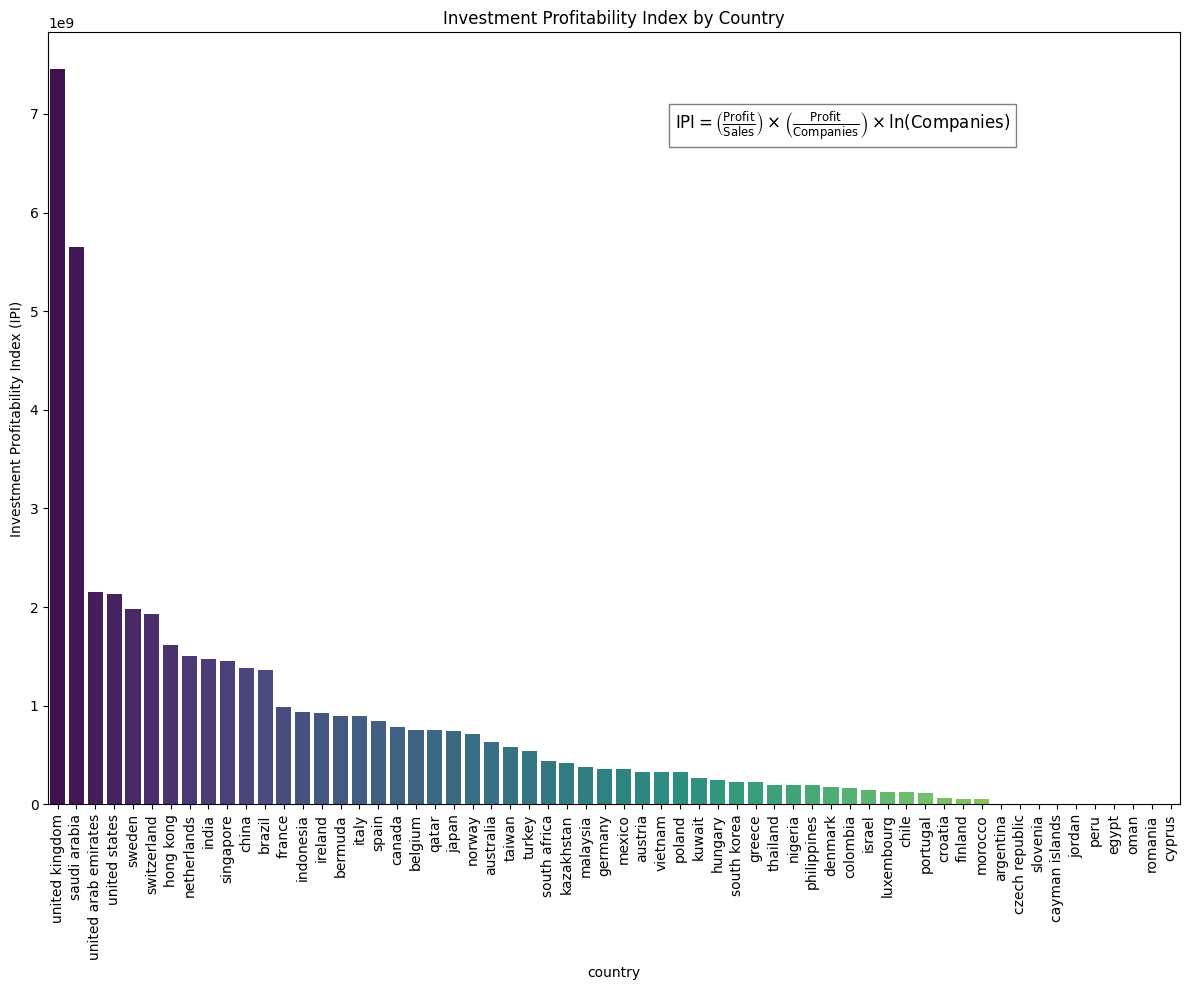 Investment Profitability Index by Country
1e9
7
6
5
4
3
2
1
0
Investment Profitability Index (IPI)
IPI = (Profit/Sales) × (Profit/Companies) × ln(Companies)
united kingdom
saudi arabia
united arab emirates
united states
sweden
switzerland
hong kong
netherlands
india
singapore
china
brazil
france
indonesia
ireland
bermuda
italy
spain
canada
belgium
qatar
japan
norway
australia
taiwan
turkey
south africa
kazakhstan
malaysia
germany
mexico
austria
vietnam
poland
kuwait
hungary
south korea
greece
thailand
nigeria
philippines
denmark
colombia
israel
luxembourg
chile
portugal
croatia
finland
morocco
argentina
czech republic
slovenia
cayman islands
jordan
peru
egypt
oman
romania
cyprus
country